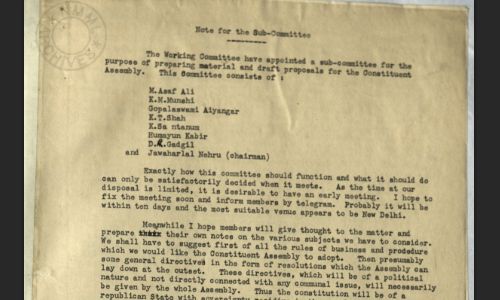 ARCHIVES
Note for the Sub-Committee
The Working Committee have appointed a sub-committee for the
purpose of preparing material and draft proposals for the Constituent
Assembly. This Committee consists of :
M.Asaf Ali
K.M.Munshi
Gopalaswami Aiyangar
K.T.Shah
K.Santanum
Humayun Kabir
D.R.Gadgil
and Jawaharlal Nehru (chairman)
Exactly how this committee should function and what it should do
can only be satisfactorily decided when it meets. As the time at our
disposal is limited, it is desirable to have an early meeting. I hope to
fix the meeting soon and inform members by telegram. Probably it will be
within ten days and the most suitable venue appears to be New Delhi.
Meanwhile I hope members will give thought to the matter and
prepare their own notes on the various subjects we have to consider.
We shall have to suggest first of all the rules of business and procedure
which we would like the Constituent Assembly to adopt. Then presumably
some general directives in the form of resolutions which the Assembly can
lay down at the outset. These directives, which will be of a political
nature and not directly connected with any communal issue, will necessarily
be given by the whole Assembly. Thus the constitution will be of a
republican State with sovereignty